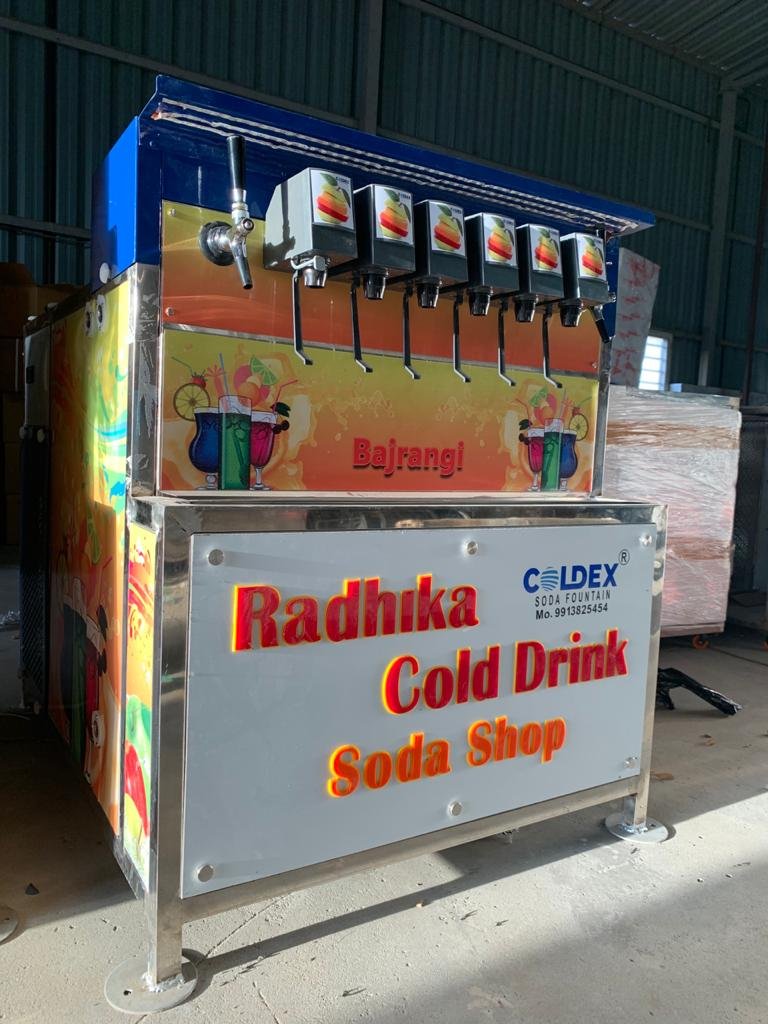 Bajrangi
COLDEX®
SODA FOUNTAIN
Mo. 9913825454
Radhika
Cold Drink
Soda Shop